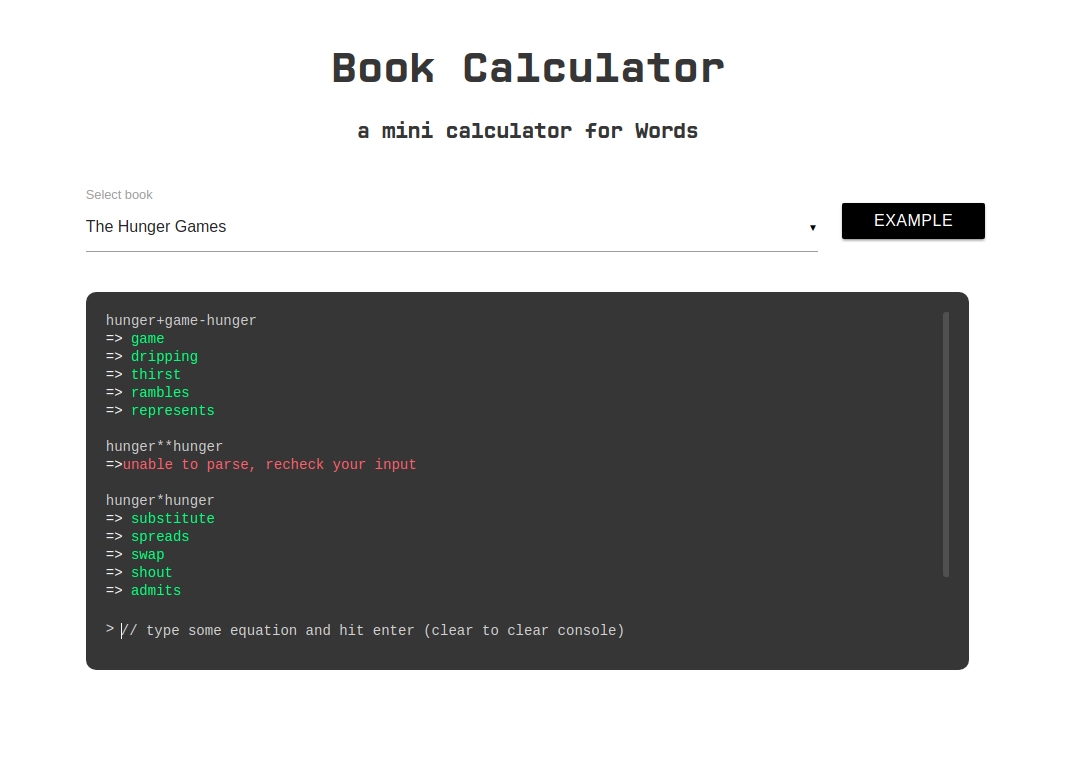 Book Calculator
a mini calculator for Words
Select book
The Hunger Games
▼
EXAMPLE
hunger+game-hunger
=> game
=> dripping
=> thirst
=> rambles
=> represents
hunger**hunger
=>unable to parse, recheck your input
hunger*hunger
=> substitute
=> spreads
=> swap
=> shout
=> admits
> // type some equation and hit enter (clear to clear console)